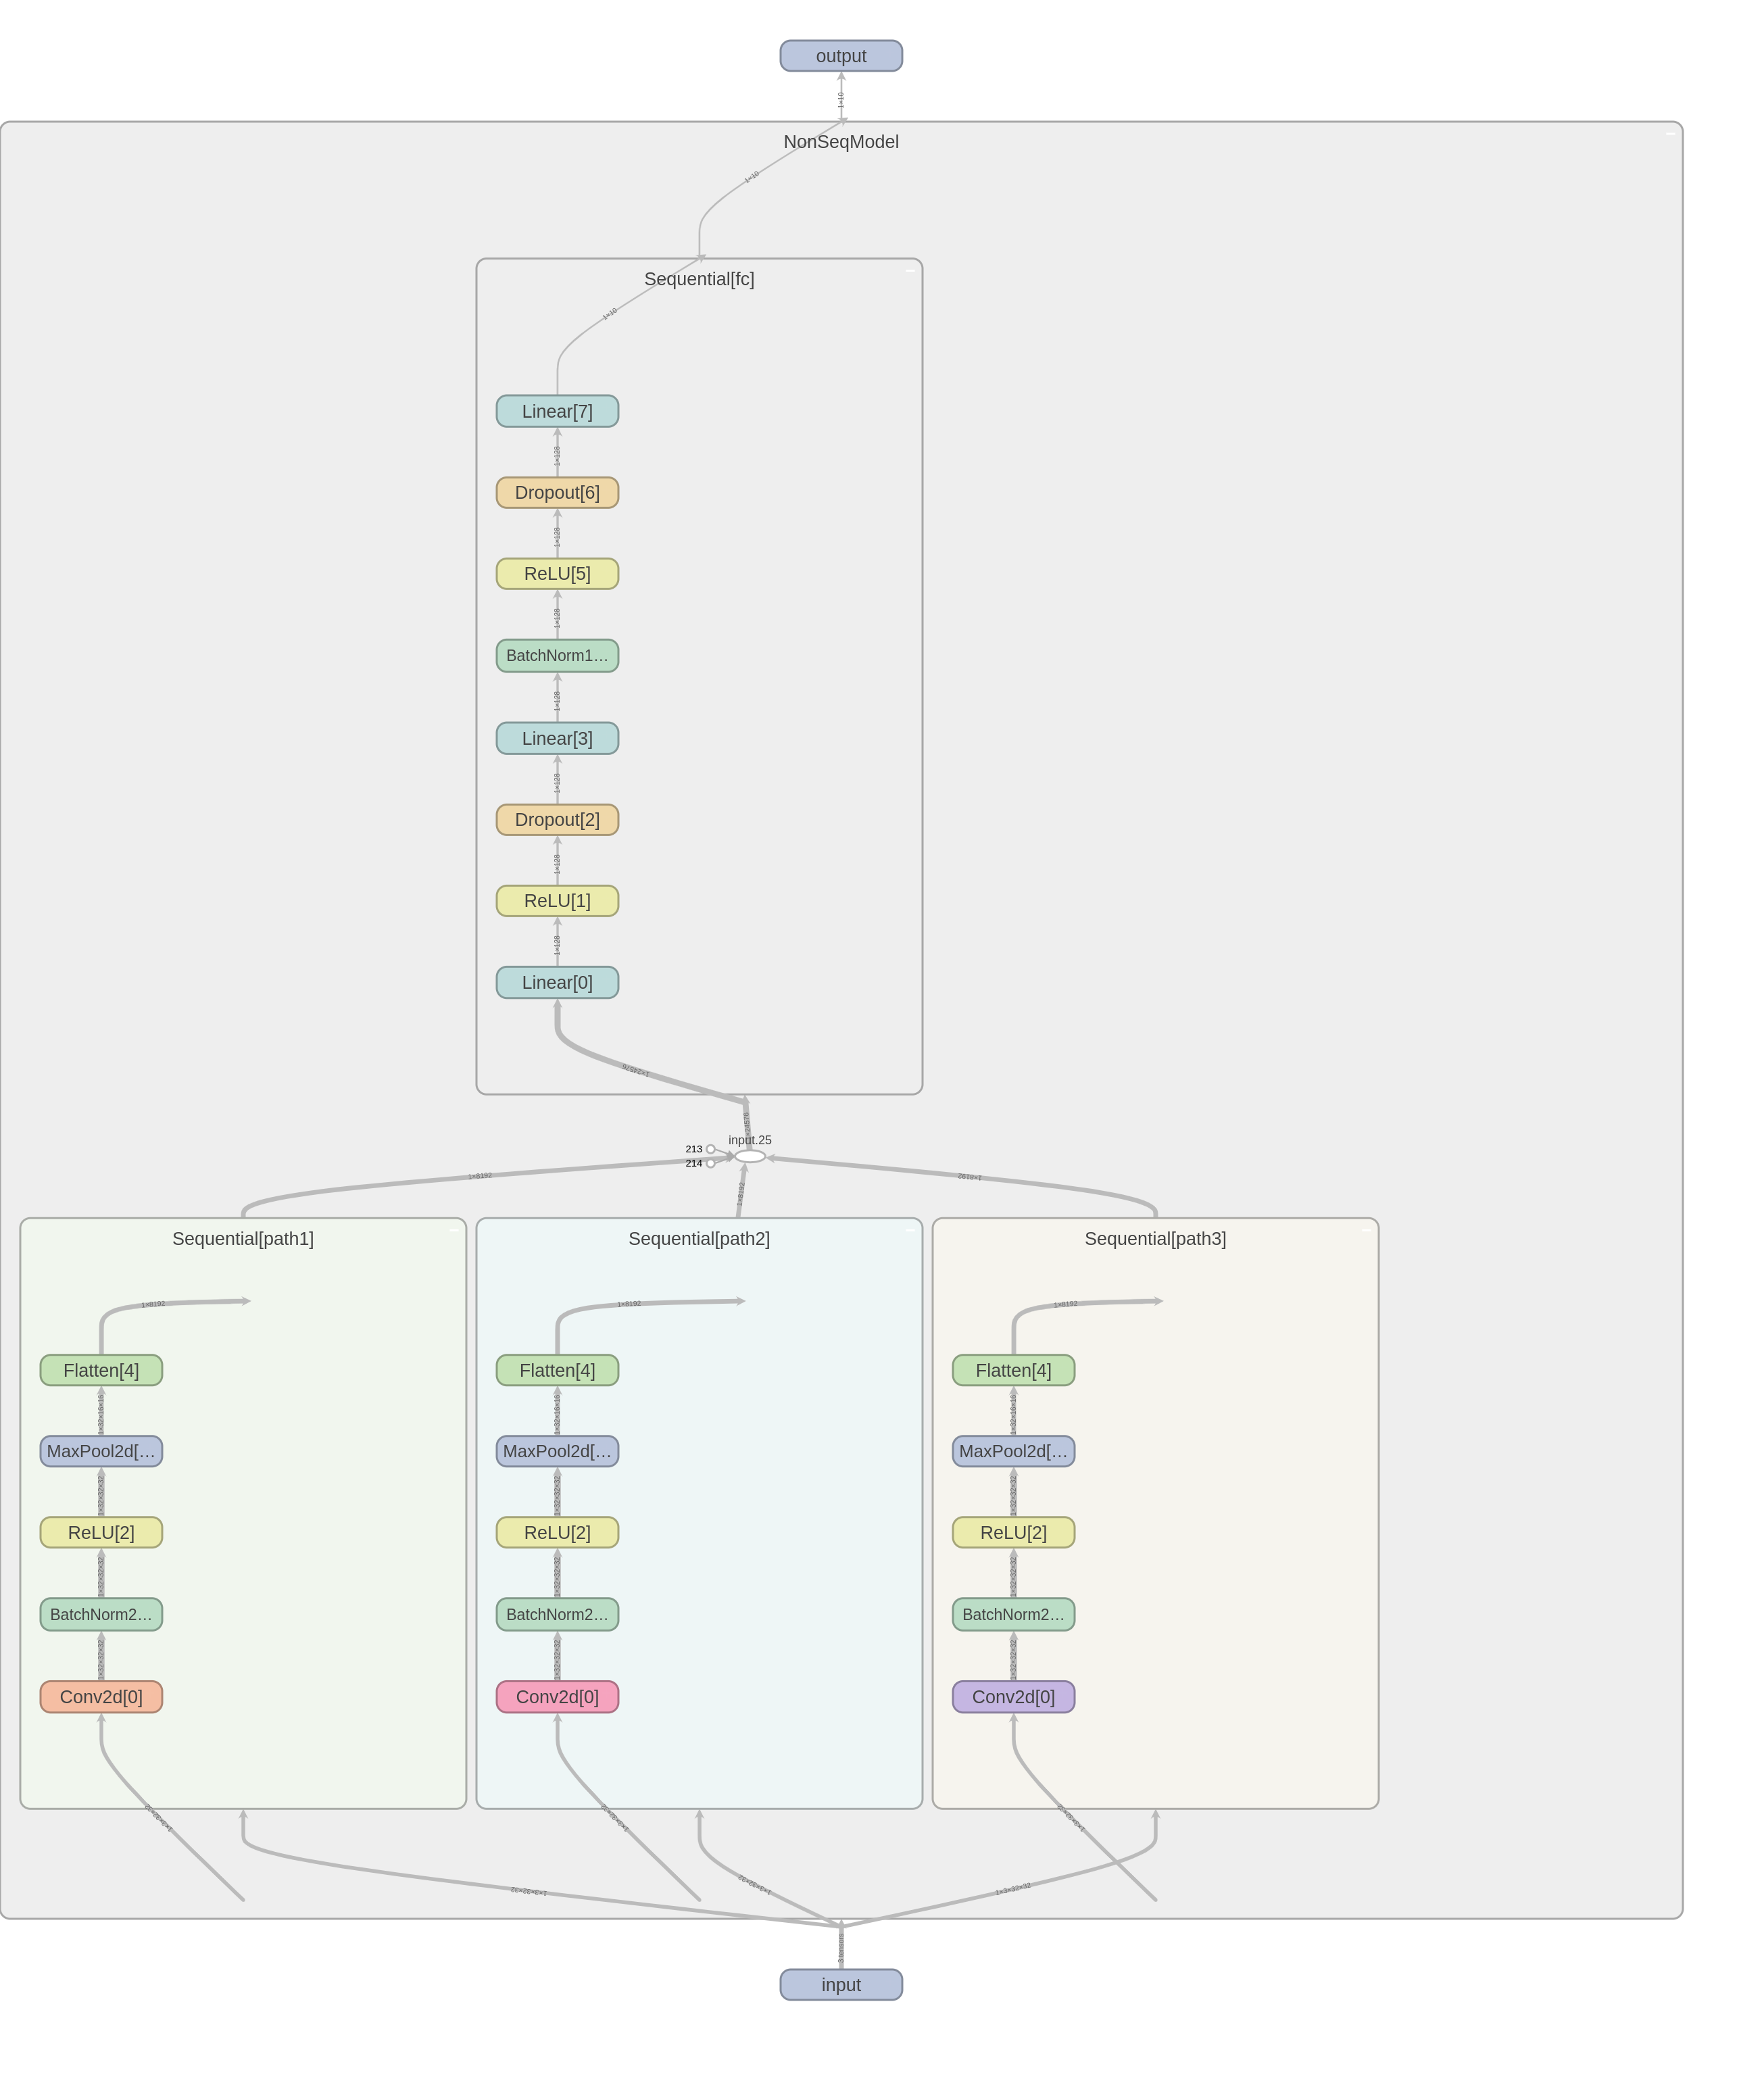 output
1×10
NonSeqModel
1×10
Sequential[fc]
1×10
Linear[7]
1×128
Dropout[6]
1×128
ReLU[5]
1×128
BatchNorm1…
1×128
Linear[3]
1×128
Dropout[2]
1×128
ReLU[1]
1×128
Linear[0]
1×24576
1×24576
input.25
213
214
1×8192
1×8192
1×8192
Sequential[path1]
Sequential[path2]
Sequential[path3]
1×8192
1×8192
1×8192
Flatten[4]
Flatten[4]
Flatten[4]
1×32×16×16
1×32×16×16
1×32×16×16
MaxPool2d[…
MaxPool2d[…
MaxPool2d[…
1×32×32×32
1×32×32×32
1×32×32×32
ReLU[2]
ReLU[2]
ReLU[2]
1×32×32×32
1×32×32×32
1×32×32×32
BatchNorm2…
BatchNorm2…
BatchNorm2…
1×32×32×32
1×32×32×32
1×32×32×32
Conv2d[0]
Conv2d[0]
Conv2d[0]
1×3×32×32
1×3×32×32
1×3×32×32
1×3×32×32
1×3×32×32
1×3×32×32
3 tensors
input